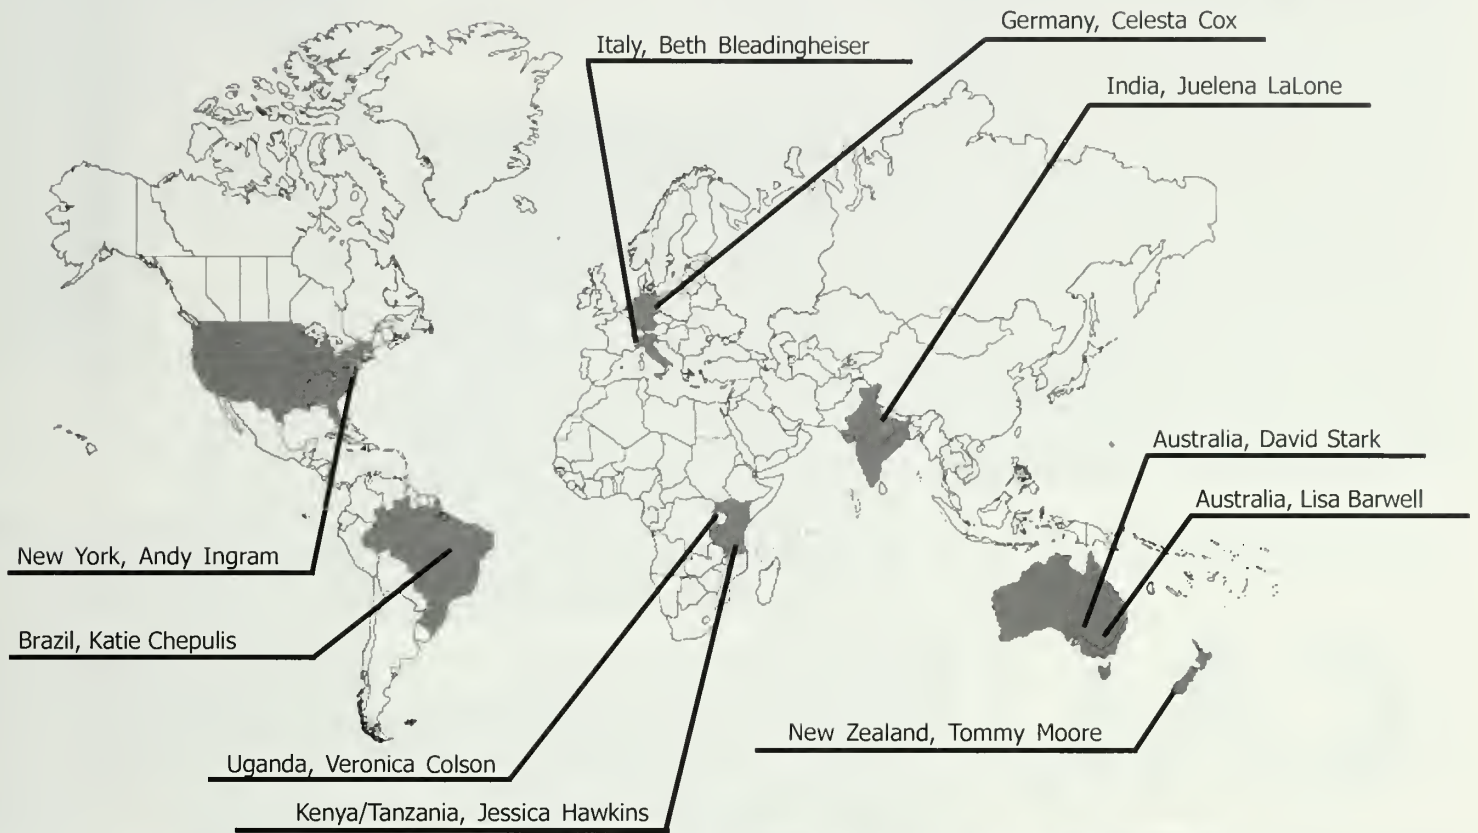 Germany, Celesta Cox
Italy, Beth Bleadingheiser
India, Juelena LaLone
Australia, David Stark
Australia, Lisa Barwell
New York, Andy Ingram
Brazil, Katie Chepulis
New Zealand, Tommy Moore
Uganda, Veronica Colson
Kenya/Tanzania, Jessica Hawkins